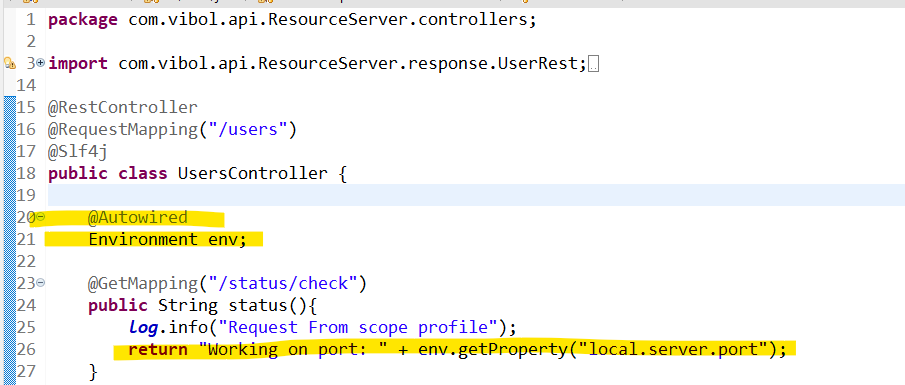 1 package com.vibol.api.ResourceServer.controllers;
2
3 import com.vibol.api.ResourceServer.response.UserRest;
14
15 @RestController
16 @RequestMapping("/users")
17 @Slf4j
18 public class UsersController {
19
20 @Autowired
21 Environment env;
22
23 @GetMapping("/status/check")
24 public String status(){
25 log.info("Request From scope profile");
26 return "Working on port: " + env.getProperty("local.server.port");
27 }